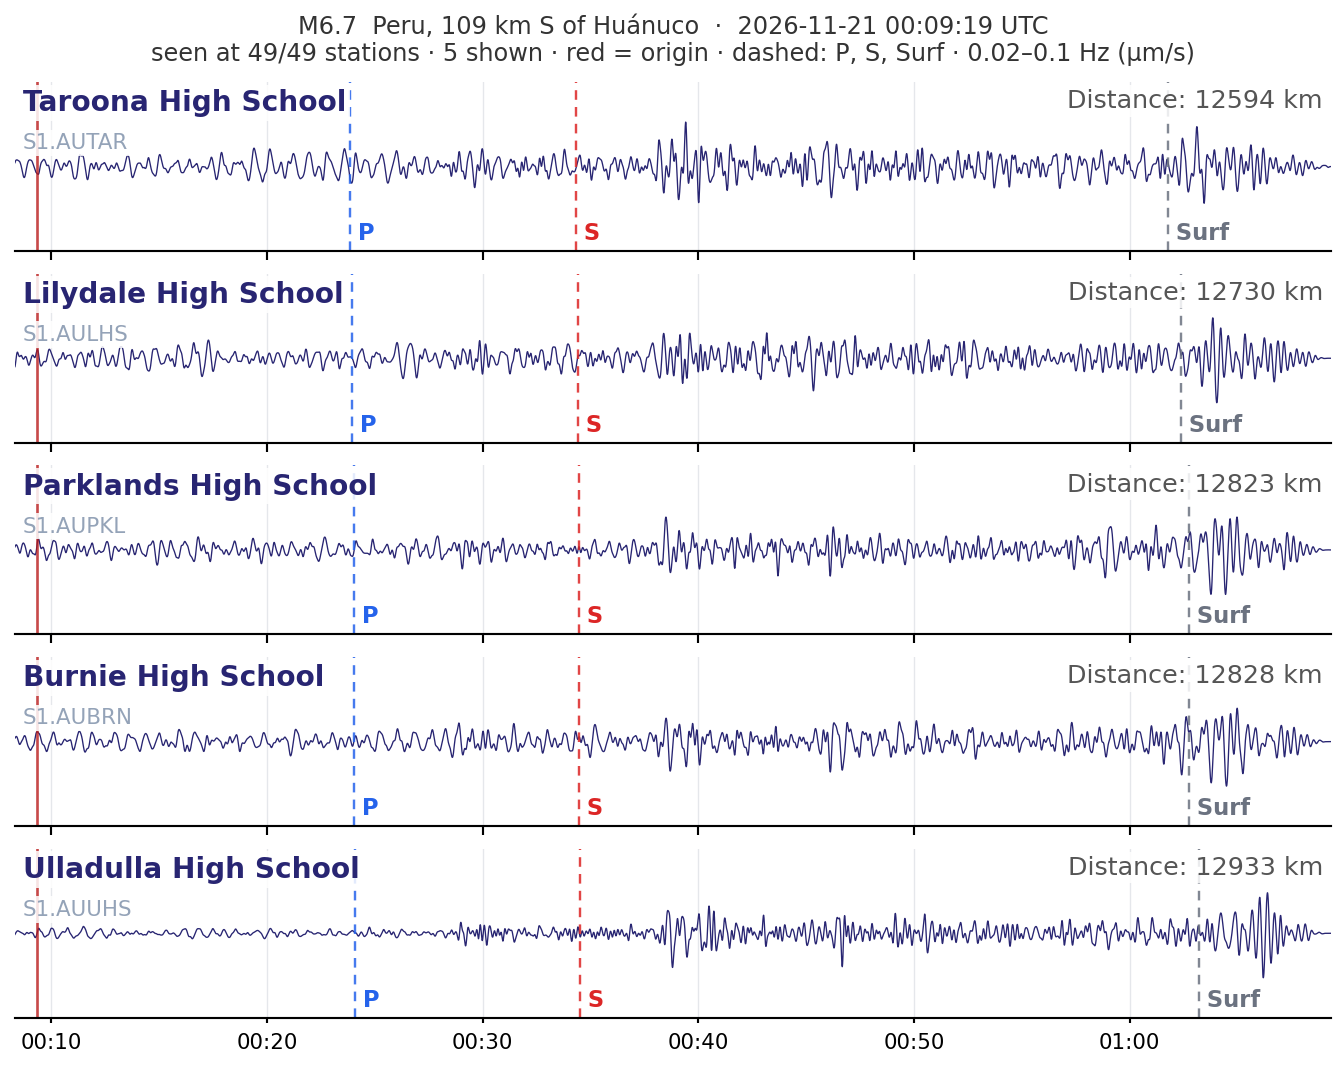 M6.7  Peru, 109 km S of Huánuco  ·  2026-11-21 00:09:19 UTC
seen at 49/49 stations · 5 shown · red = origin · dashed: P, S, Surf · 0.02–0.1 Hz (µm/s)
Taroona High School
Distance: 12594 km
S1.AUTAR
P
S
Surf
Lilydale High School
Distance: 12730 km
S1.AULHS
P
S
Surf
Parklands High School
Distance: 12823 km
S1.AUPKL
P
S
Surf
Burnie High School
Distance: 12828 km
S1.AUBRN
P
S
Surf
Ulladulla High School
Distance: 12933 km
S1.AUUHS
P
S
Surf
00:10 00:20 00:30 00:40 00:50 01:00